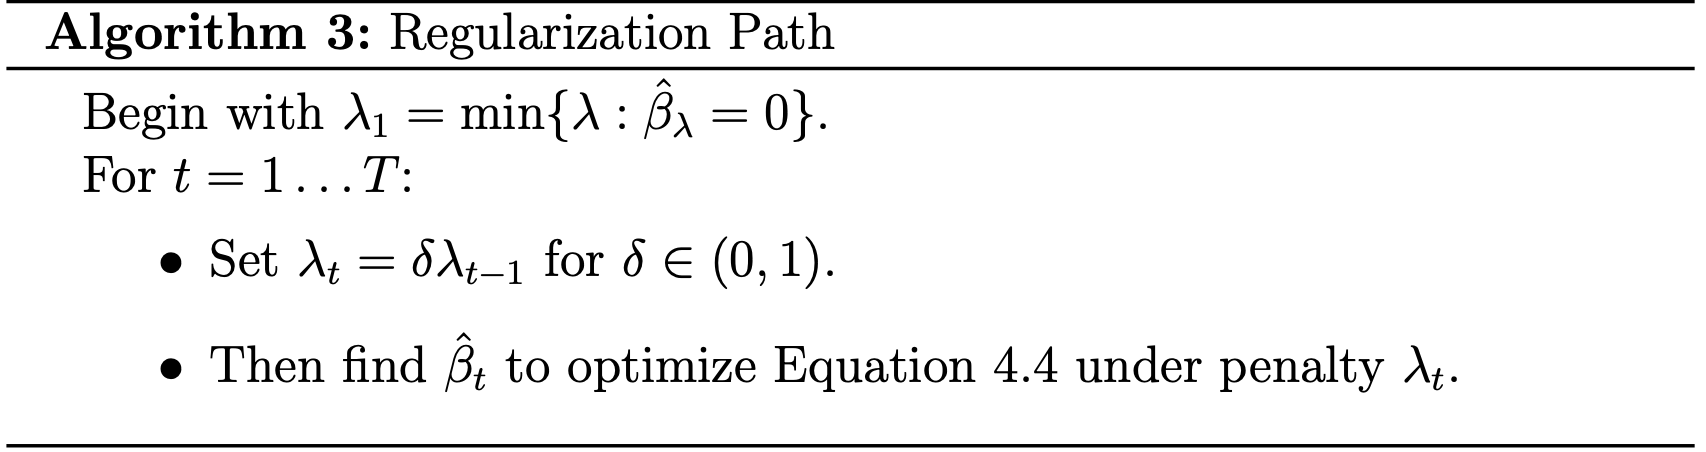 Algorithm 3: Regularization Path
Begin with λ₁ = min{λ : β̂_λ = 0}.
For t = 1 … T:
• Set λ_t = δλ_{t−1} for δ ∈ (0, 1).
• Then find β̂_t to optimize Equation 4.4 under penalty λ_t.